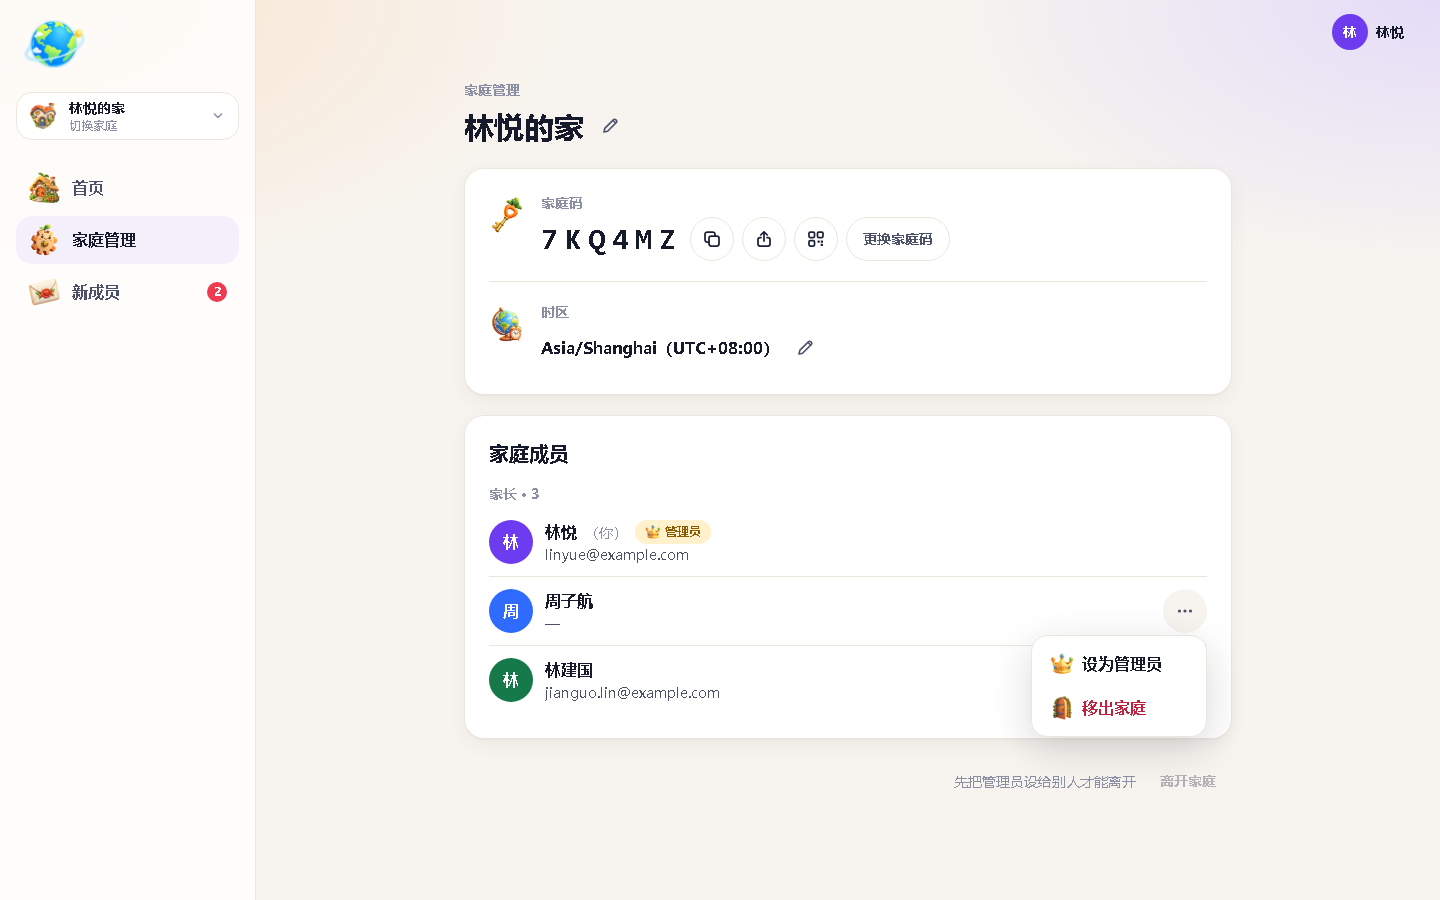 林 林悦
林悦的家
切换家庭
首页
家庭管理
新成员 2
家庭管理
林悦的家
家庭码
7KQ4MZ 更换家庭码
时区
Asia/Shanghai（UTC+08:00）
家庭成员
家长 • 3
林 林悦 （你） 管理员
linyue@example.com
周 周子航
—
林 林建国
jianguo.lin@example.com
设为管理员
移出家庭
先把管理员设给别人才能离开 离开家庭